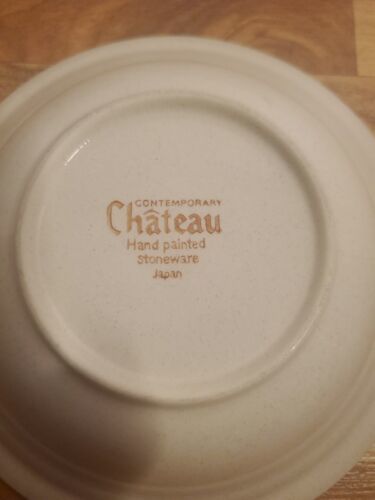 CONTEMPORARY
Château
Hand painted
stoneware
Japan